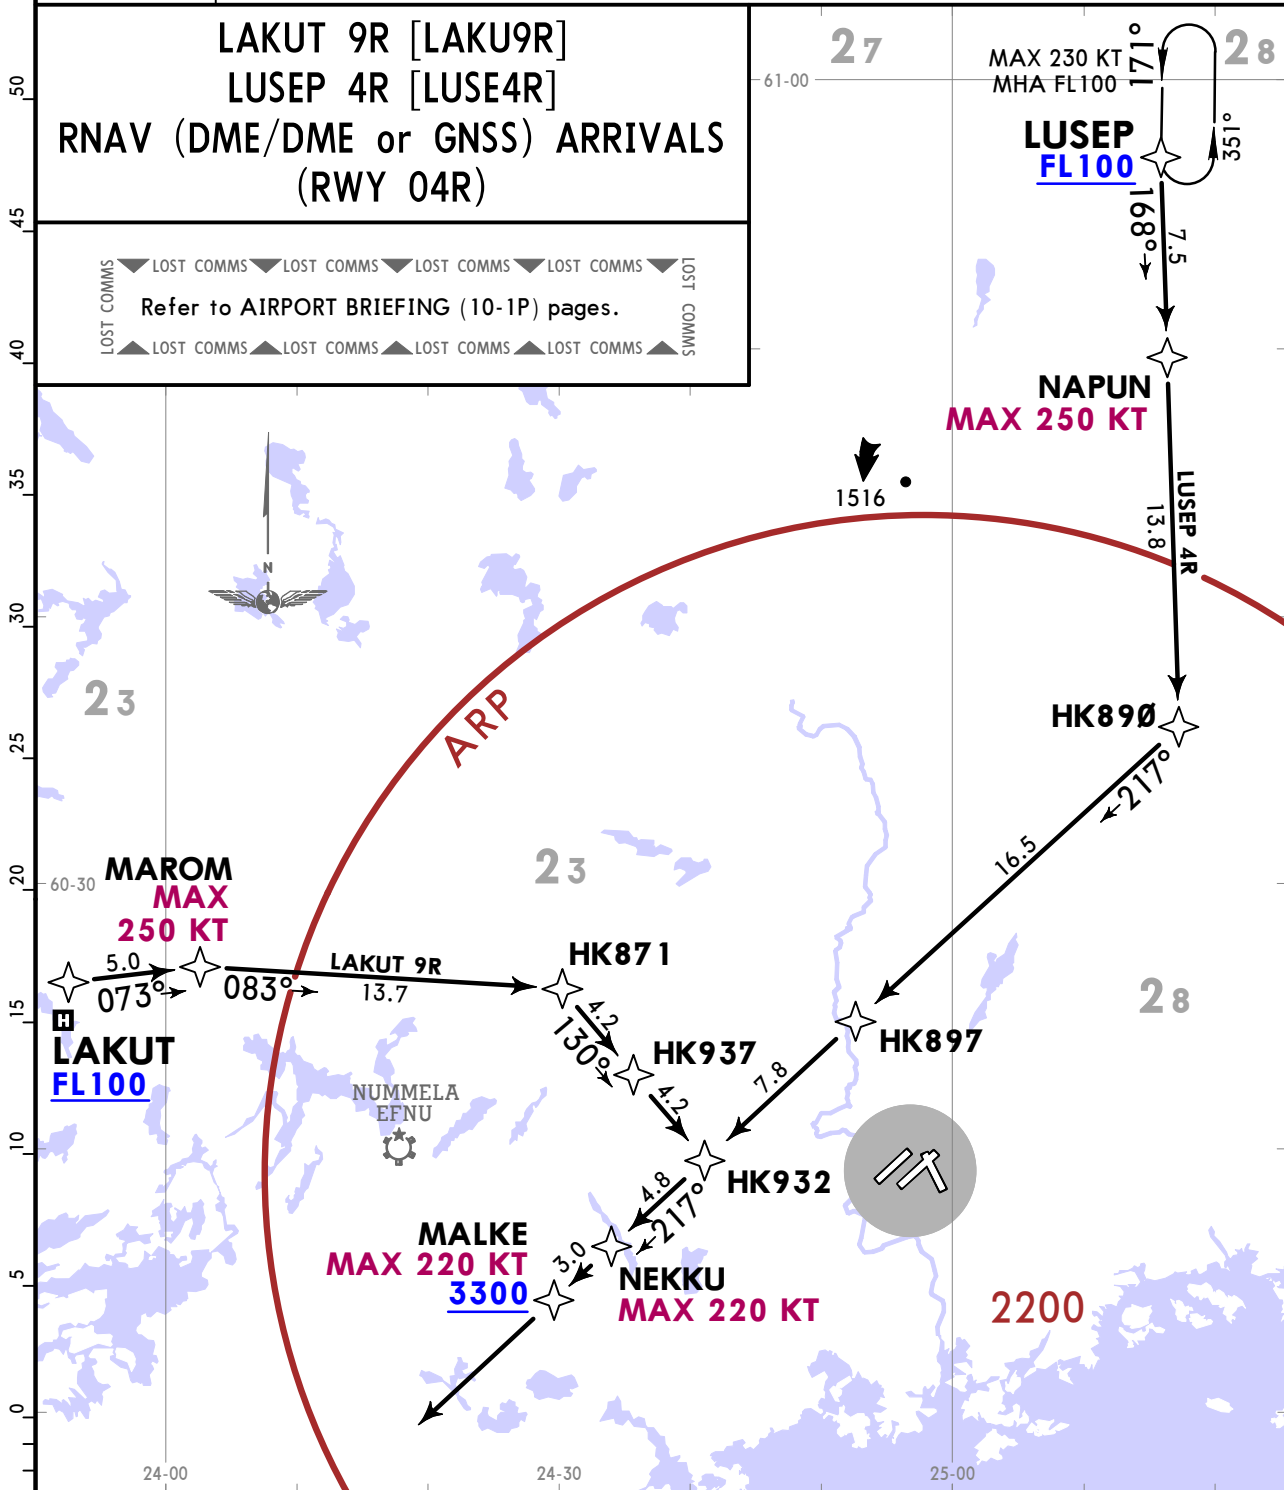 LAKUT 9R [LAKU9R]
LUSEP 4R [LUSE4R]
RNAV (DME/DME or GNSS) ARRIVALS
(RWY 04R)
LOST COMMS LOST COMMS LOST COMMS LOST COMMS
LOST COMMS
LOST COMMS
Refer to AIRPORT BRIEFING (10-1P) pages.
LOST COMMS LOST COMMS LOST COMMS LOST COMMS
27
28
61-00
MAX 230 KT
MHA FL100
171°
351°
LUSEP
FL100
168°
7.5
NAPUN
MAX 250 KT
LUSEP 4R
13.8
1516
N
ARP
23
HK89Ø
217°
16.5
23
60-30
MAROM
MAX
250 KT
5.0
073°
083°
LAKUT 9R
13.7
H
LAKUT
FL100
HK871
4.2
130°
HK937
4.2
HK897
7.8
28
NUMMELA
EFNU
HK932
4.8
217°
MALKE
MAX 220 KT
3300
3.0
NEKKU
MAX 220 KT
2200
50
45
40
35
30
25
20
15
10
5
0
24-00
24-30
25-00